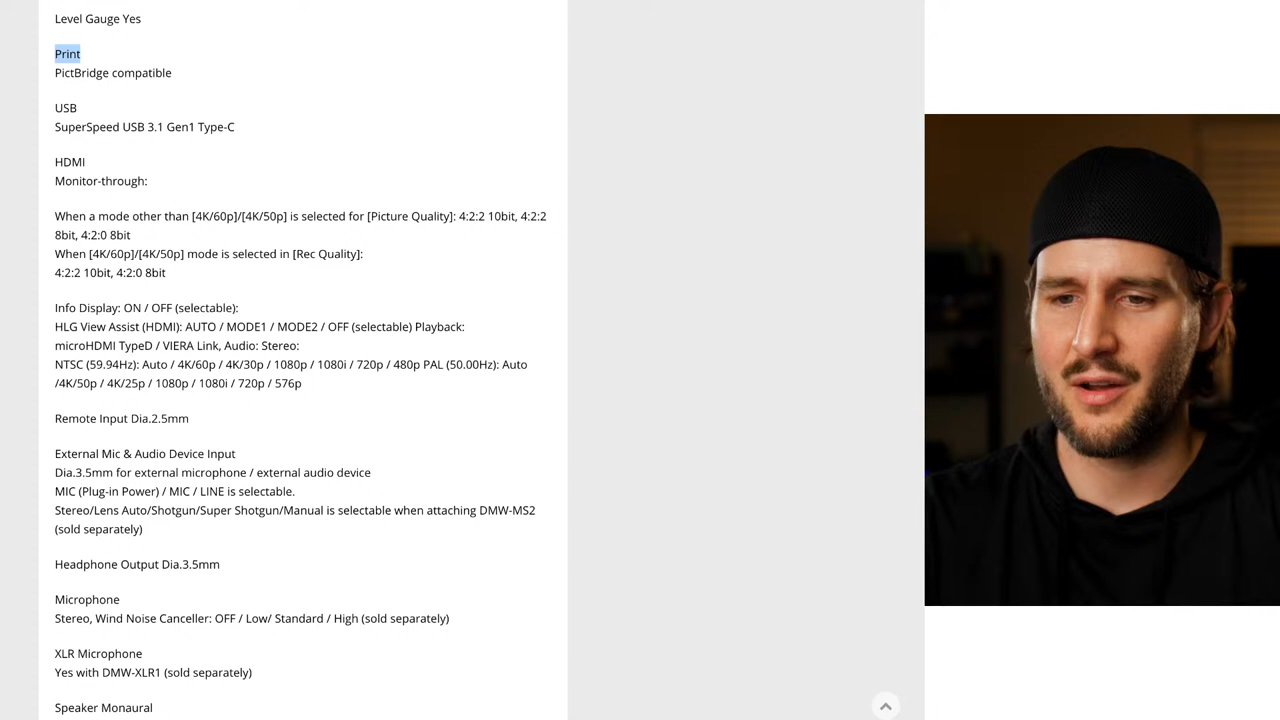 Level Gauge Yes
Print
PictBridge compatible
USB
SuperSpeed USB 3.1 Gen1 Type-C
HDMI
Monitor-through:
When a mode other than [4K/60p]/[4K/50p] is selected for [Picture Quality]: 4:2:2 10bit, 4:2:2
8bit, 4:2:0 8bit
When [4K/60p]/[4K/50p] mode is selected in [Rec Quality]:
4:2:2 10bit, 4:2:0 8bit
Info Display: ON / OFF (selectable):
HLG View Assist (HDMI): AUTO / MODE1 / MODE2 / OFF (selectable) Playback:
microHDMI TypeD / VIERA Link, Audio: Stereo:
NTSC (59.94Hz): Auto / 4K/60p / 4K/30p / 1080p / 1080i / 720p / 480p PAL (50.00Hz): Auto
/4K/50p / 4K/25p / 1080p / 1080i / 720p / 576p
Remote Input Dia.2.5mm
External Mic & Audio Device Input
Dia.3.5mm for external microphone / external audio device
MIC (Plug-in Power) / MIC / LINE is selectable.
Stereo/Lens Auto/Shotgun/Super Shotgun/Manual is selectable when attaching DMW-MS2
(sold separately)
Headphone Output Dia.3.5mm
Microphone
Stereo, Wind Noise Canceller: OFF / Low/ Standard / High (sold separately)
XLR Microphone
Yes with DMW-XLR1 (sold separately)
Speaker Monaural